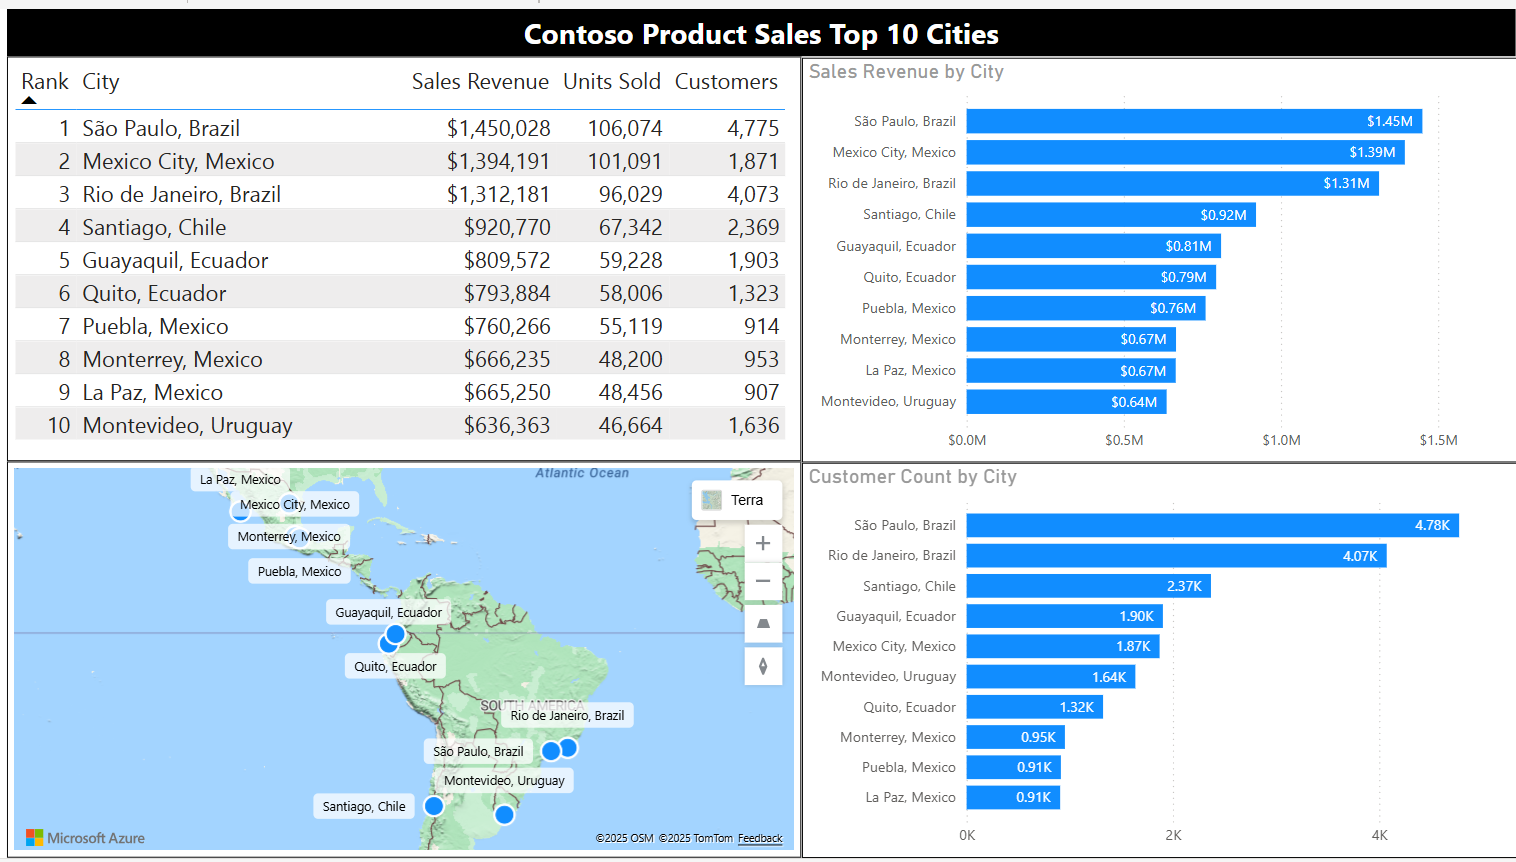 Contoso Product Sales Top 10 Cities
Rank City Sales Revenue Units Sold Customers
1 São Paulo, Brazil $1,450,028 106,074 4,775
2 Mexico City, Mexico $1,394,191 101,091 1,871
3 Rio de Janeiro, Brazil $1,312,181 96,029 4,073
4 Santiago, Chile $920,770 67,342 2,369
5 Guayaquil, Ecuador $809,572 59,228 1,903
6 Quito, Ecuador $793,884 58,006 1,323
7 Puebla, Mexico $760,266 55,119 914
8 Monterrey, Mexico $666,235 48,200 953
9 La Paz, Mexico $665,250 48,456 907
10 Montevideo, Uruguay $636,363 46,664 1,636
Sales Revenue by City
São Paulo, Brazil $1.45M
Mexico City, Mexico $1.39M
Rio de Janeiro, Brazil $1.31M
Santiago, Chile $0.92M
Guayaquil, Ecuador $0.81M
Quito, Ecuador $0.79M
Puebla, Mexico $0.76M
Monterrey, Mexico $0.67M
La Paz, Mexico $0.67M
Montevideo, Uruguay $0.64M
$0.0M $0.5M $1.0M $1.5M
Atlantic Ocean
La Paz, Mexico
Terra
Mexico City, Mexico
Monterrey, Mexico
Puebla, Mexico
Guayaquil, Ecuador
Quito, Ecuador
SOUTH AMERICA
Rio de Janeiro, Brazil
São Paulo, Brazil
Montevideo, Uruguay
Santiago, Chile
Microsoft Azure
©2025 OSM ©2025 TomTom Feedback
Customer Count by City
São Paulo, Brazil 4.78K
Rio de Janeiro, Brazil 4.07K
Santiago, Chile 2.37K
Guayaquil, Ecuador 1.90K
Mexico City, Mexico 1.87K
Montevideo, Uruguay 1.64K
Quito, Ecuador 1.32K
Monterrey, Mexico 0.95K
Puebla, Mexico 0.91K
La Paz, Mexico 0.91K
0K 2K 4K